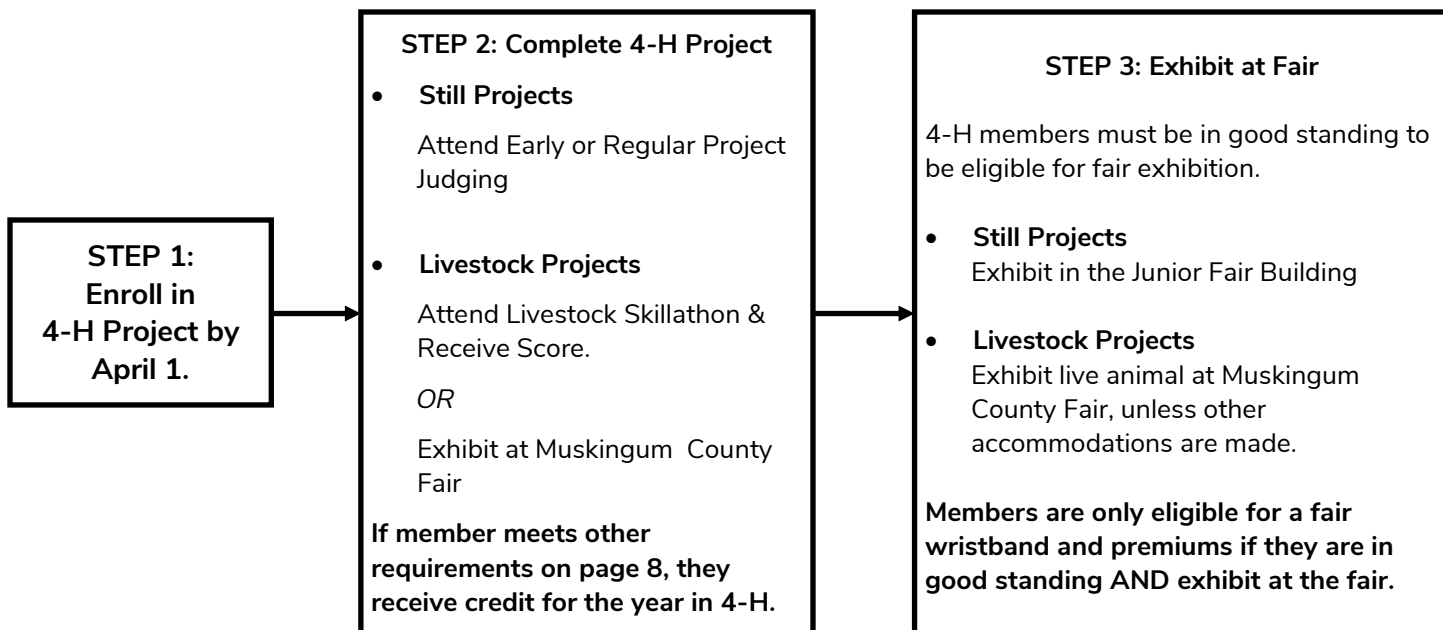 STEP 1:
Enroll in
4-H Project by
April 1.
STEP 2: Complete 4-H Project
• Still Projects
Attend Early or Regular Project
Judging
• Livestock Projects
Attend Livestock Skillathon &
Receive Score.
OR
Exhibit at Muskingum County
Fair
If member meets other
requirements on page 8, they
receive credit for the year in 4-H.
STEP 3: Exhibit at Fair
4-H members must be in good standing to
be eligible for fair exhibition.
• Still Projects
Exhibit in the Junior Fair Building
• Livestock Projects
Exhibit live animal at Muskingum
County Fair, unless other
accommodations are made.
Members are only eligible for a fair
wristband and premiums if they are in
good standing AND exhibit at the fair.